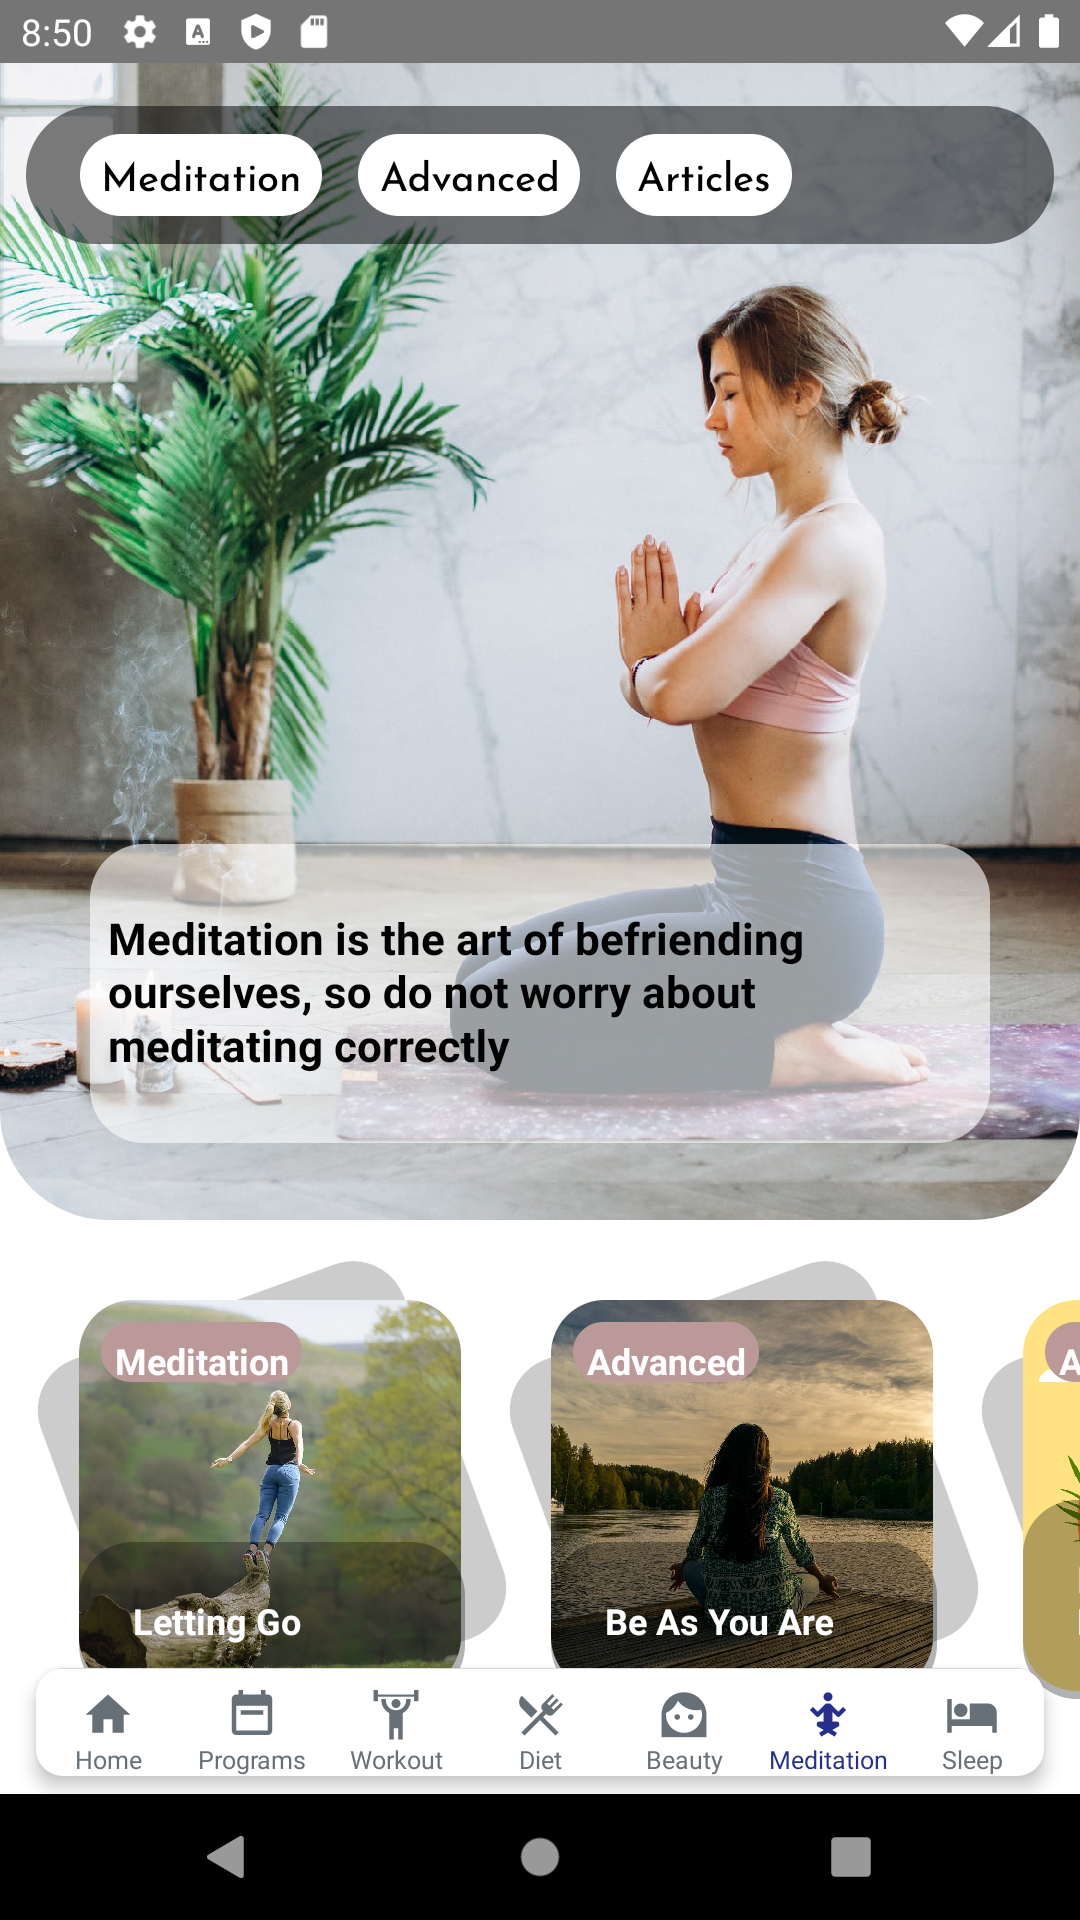 8:50
Meditation Advanced Articles
Meditation is the art of befriending
ourselves, so do not worry about
meditating correctly
Meditation Advanced
Letting Go Be As You Are
Home Programs Workout Diet Beauty Meditation Sleep